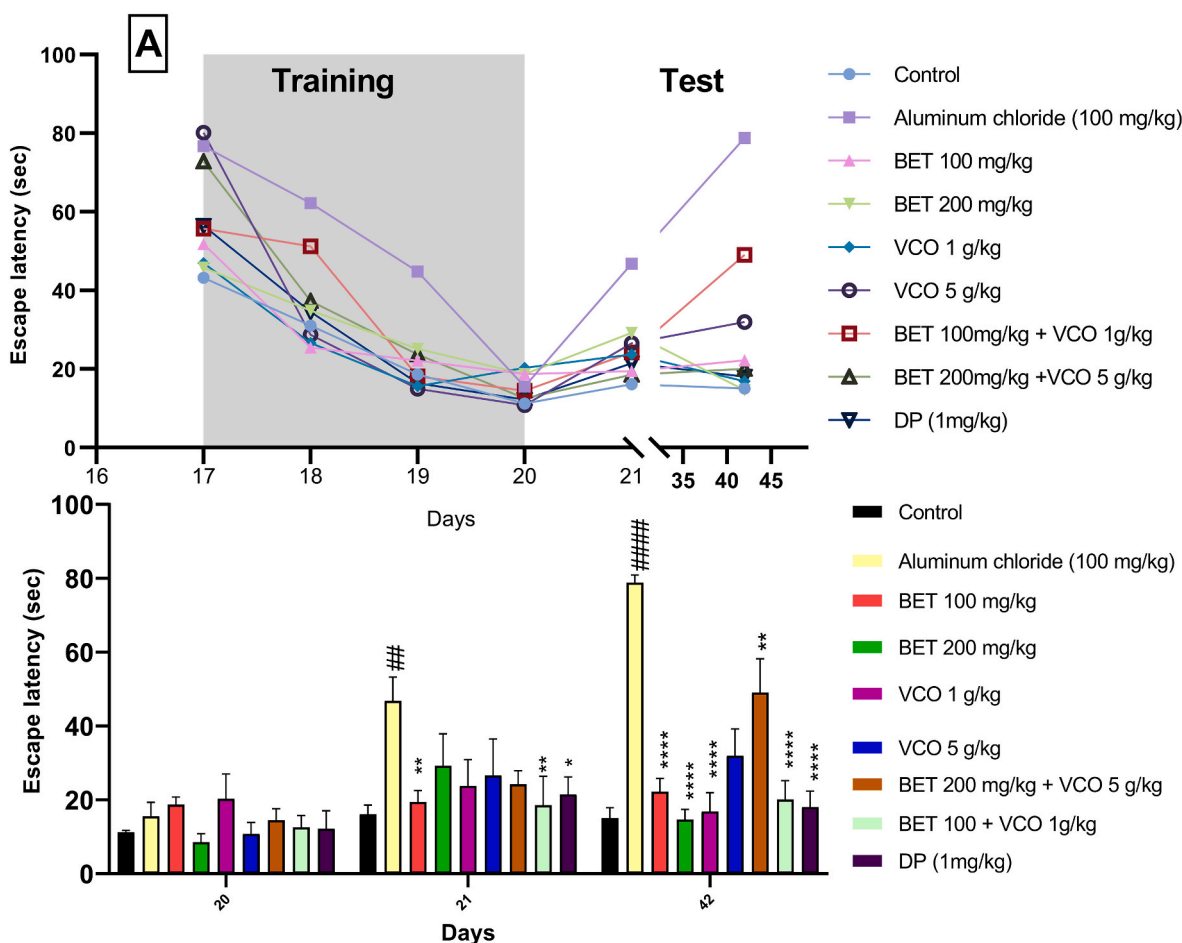 A
Training
Test
Escape latency (sec)
100
80
60
40
20
0
16
17
18
19
20
21
35
40
45
Days
Control
Aluminum chloride (100 mg/kg)
BET 100 mg/kg
BET 200 mg/kg
VCO 1 g/kg
VCO 5 g/kg
BET 100mg/kg + VCO 1g/kg
BET 200mg/kg +VCO 5 g/kg
DP (1mg/kg)
Escape latency (sec)
100
80
60
40
20
0
##
**
**
*
####
****
****
****
**
****
****
20
21
42
Days
Control
Aluminum chloride (100 mg/kg)
BET 100 mg/kg
BET 200 mg/kg
VCO 1 g/kg
VCO 5 g/kg
BET 200 mg/kg + VCO 5 g/kg
BET 100 + VCO 1g/kg
DP (1mg/kg)